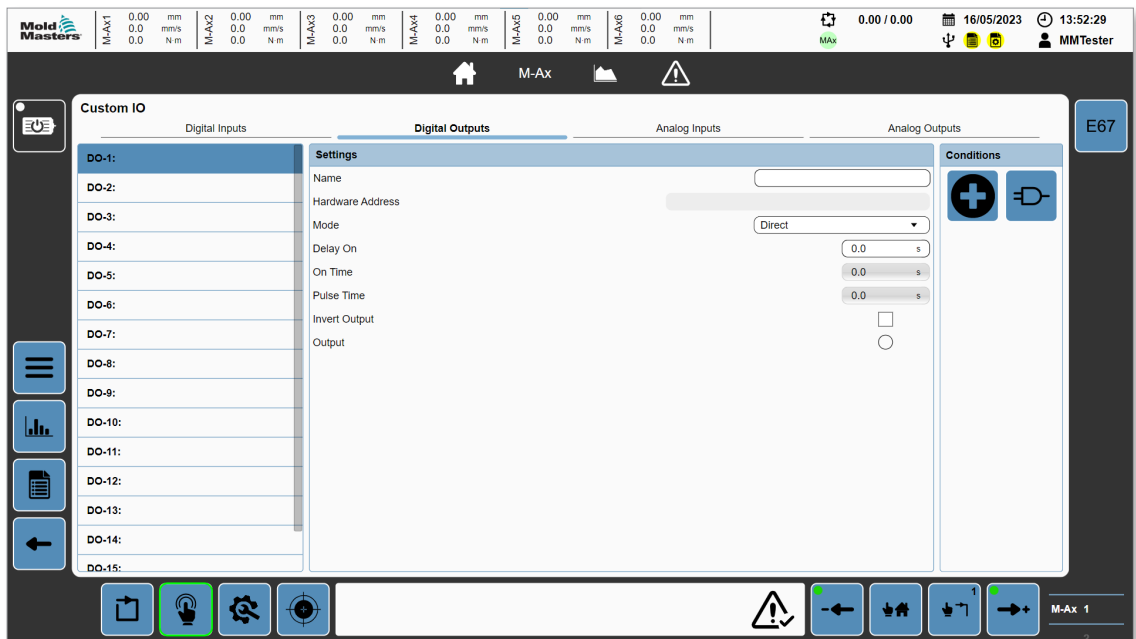 Mold
Masters
M-Ax1 0.00 mm
0.0 mm/s
0.0 N·m
M-Ax2 0.00 mm
0.0 mm/s
0.0 N·m
M-Ax3 0.00 mm
0.0 mm/s
0.0 N·m
M-Ax4 0.00 mm
0.0 mm/s
0.0 N·m
M-Ax5 0.00 mm
0.0 mm/s
0.0 N·m
M-Ax6 0.00 mm
0.0 mm/s
0.0 N·m
0.00 / 0.00
MAx
16/05/2023 13:52:29
MMTester
M-Ax
Custom IO
Digital Inputs Digital Outputs Analog Inputs Analog Outputs
E67
DO-1:
DO-2:
DO-3:
DO-4:
DO-5:
DO-6:
DO-7:
DO-8:
DO-9:
DO-10:
DO-11:
DO-12:
DO-13:
DO-14:
DO-15:
Settings
Name
Hardware Address
Mode Direct
Delay On 0.0 s
On Time 0.0 s
Pulse Time 0.0 s
Invert Output
Output
Conditions
1
M-Ax 1